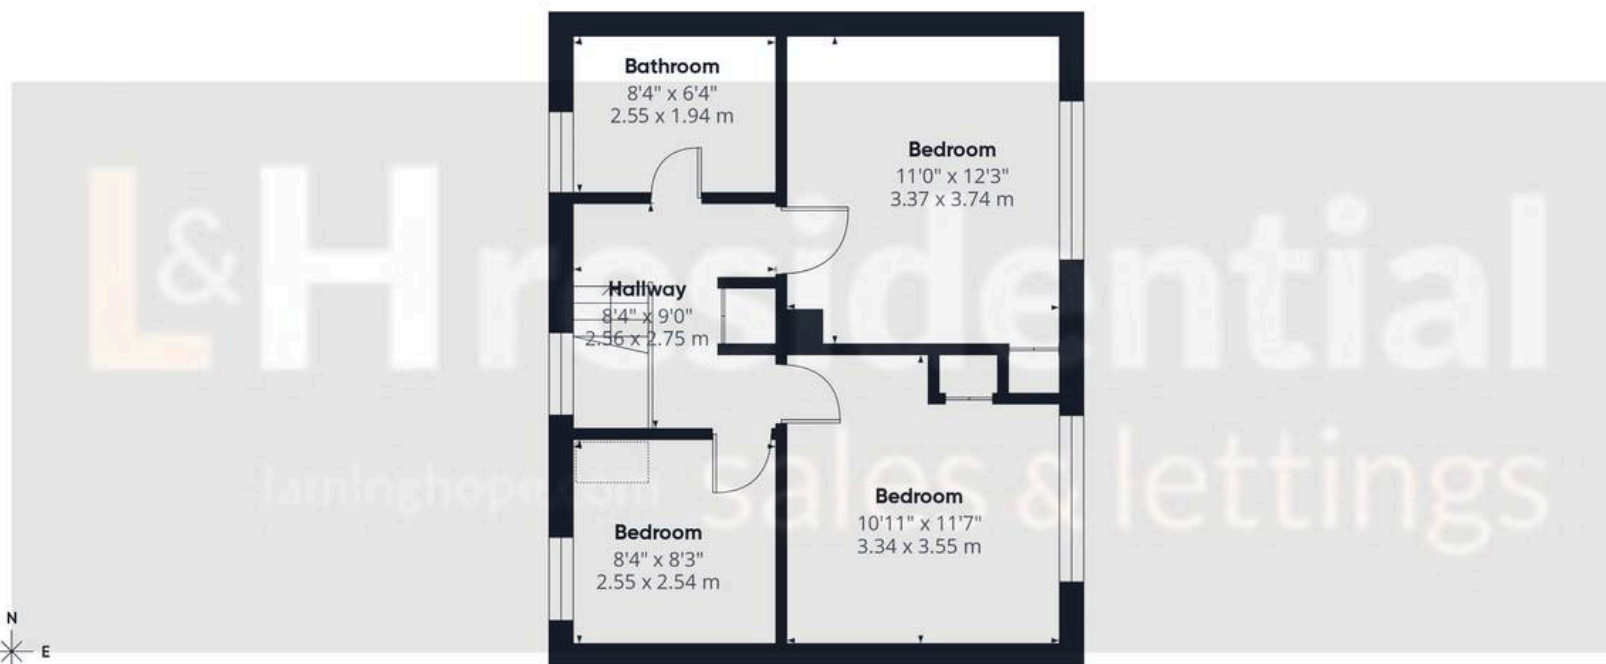 Bathroom
8'4" x 6'4"
2.55 x 1.94 m
Bedroom
11'0" x 12'3"
3.37 x 3.74 m
L&H residential
Hallway
8'4" x 9'0"
2.56 x 2.75 m
sales & lettings
Bedroom
10'11" x 11'7"
3.34 x 3.55 m
Bedroom
8'4" x 8'3"
2.55 x 2.54 m
N
E